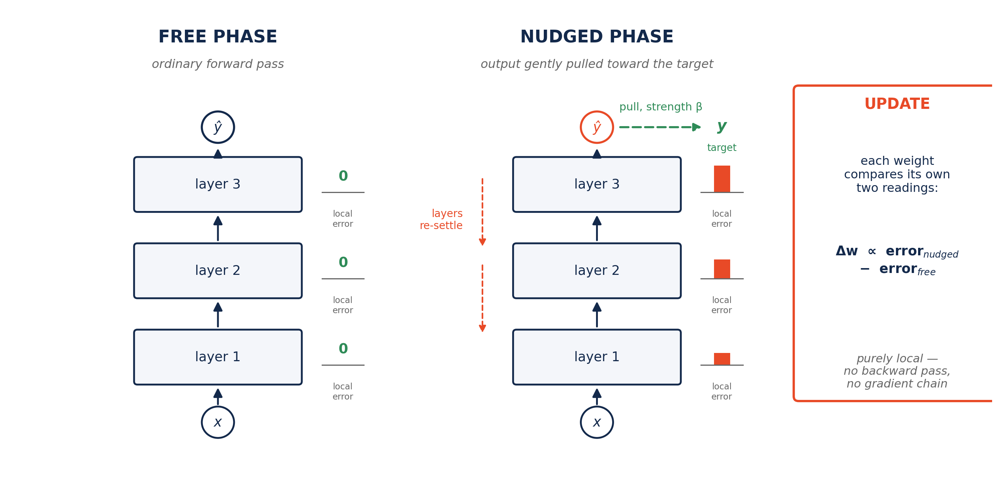 FREE PHASE
ordinary forward pass
ŷ
layer 3
0
local
error
layer 2
0
local
error
layer 1
0
local
error
x
NUDGED PHASE
output gently pulled toward the target
pull, strength β
ŷ
y
target
layers
re-settle
layer 3
local
error
layer 2
local
error
layer 1
local
error
x
UPDATE
each weight
compares its own
two readings:
Δw ∝ error_nudged
− error_free
purely local —
no backward pass,
no gradient chain